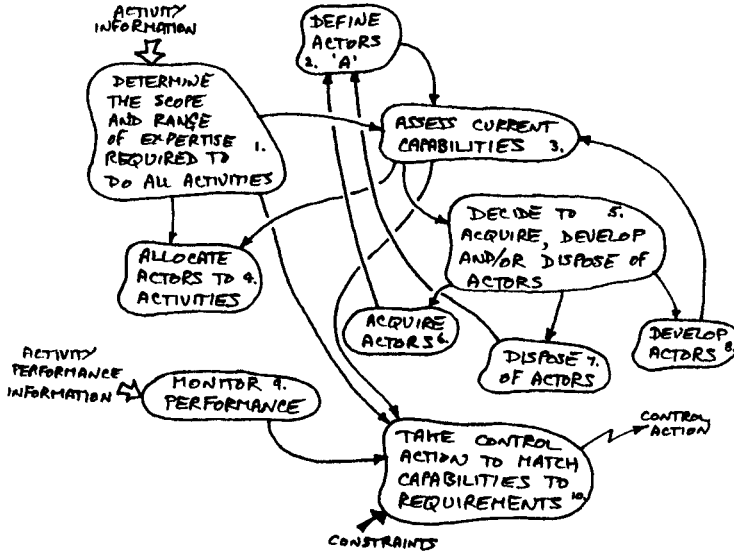 ACTIVITY
INFORMATION
DEFINE
ACTORS
2. 'A'
DETERMINE
THE SCOPE
AND RANGE
OF EXPERTISE
REQUIRED TO 1.
DO ALL ACTIVITIES
ASSESS CURRENT
CAPABILITIES 3.
DECIDE TO 5.
ACQUIRE, DEVELOP
AND/OR DISPOSE OF
ACTORS
ALLOCATE
ACTORS TO 4.
ACTIVITIES
ACQUIRE
ACTORS 6.
DISPOSE 7.
OF ACTORS
DEVELOP
ACTORS 8.
ACTIVITY
PERFORMANCE
INFORMATION
MONITOR 9.
PERFORMANCE
TAKE CONTROL
ACTION TO MATCH
CAPABILITIES TO
REQUIREMENTS 10.
CONTROL
ACTION
CONSTRAINTS